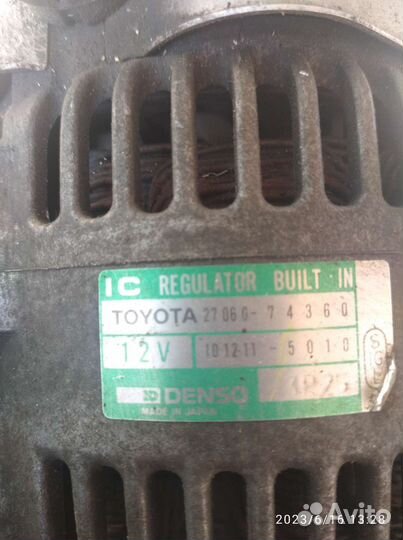 IC REGULATOR BUILT IN
TOYOTA 27060-74360
12V 101211-5010
DENSO
MADE IN JAPAN
Avito
2023/6/16 13:28